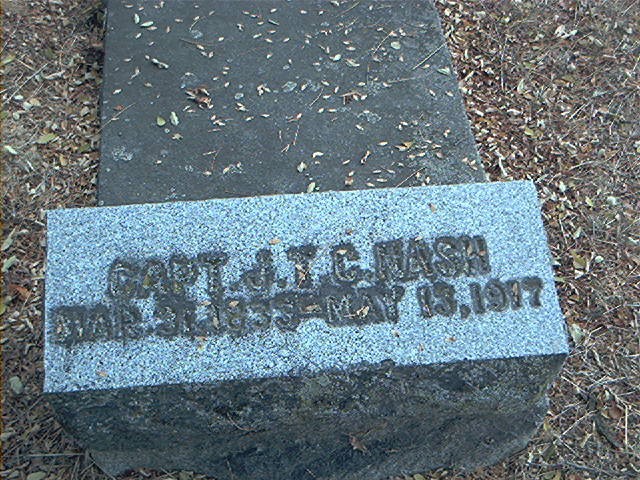 CAPT. J. T. C. NASH
MAR. 31, 1835 - MAY 13, 1917